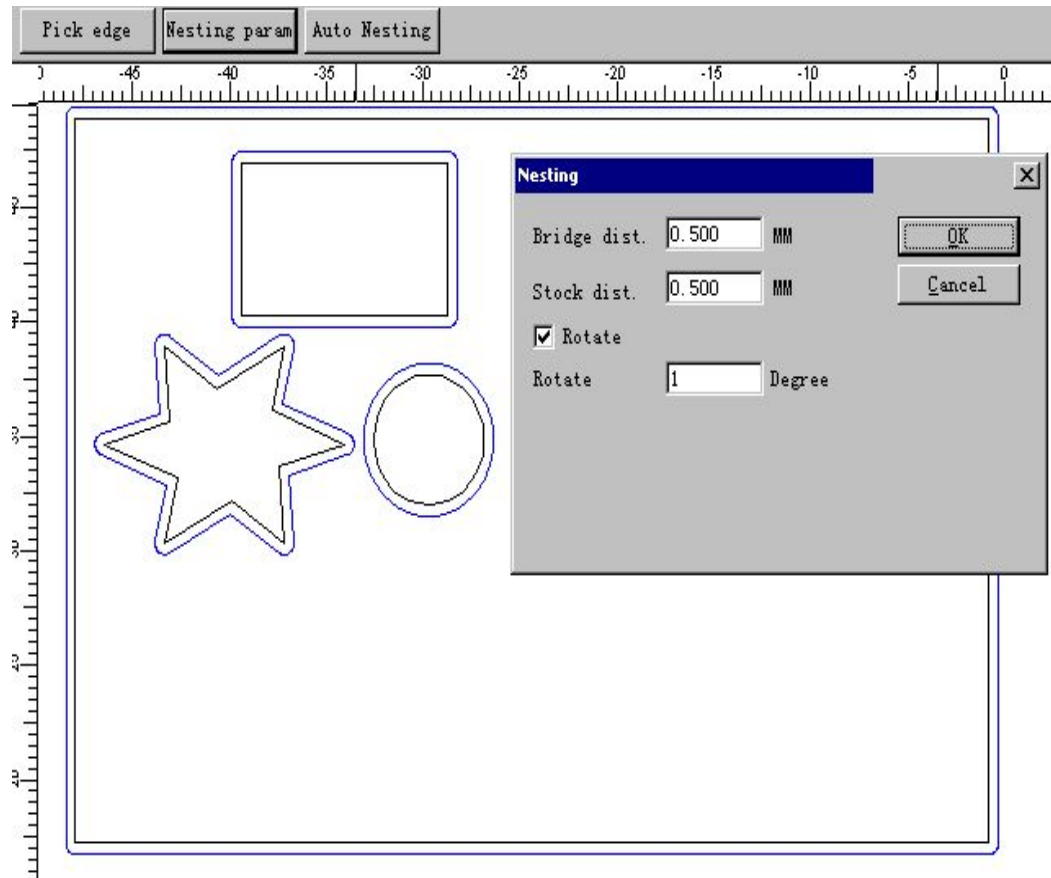 Pick edge Nesting param Auto Nesting
-45 -40 -35 -30 -25 -20 -15 -10 -5 0
Nesting
Bridge dist. 0.500 MM OK
Stock dist. 0.500 MM Cancel
Rotate
Rotate 1 Degree